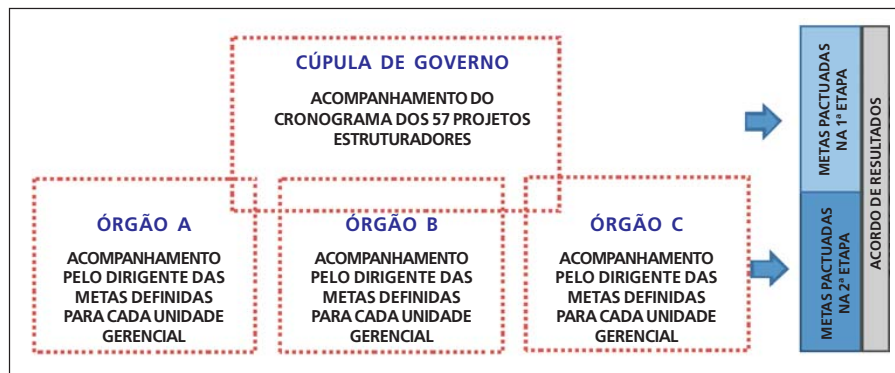 CÚPULA DE GOVERNO
ACOMPANHAMENTO DO
CRONOGRAMA DOS 57 PROJETOS
ESTRUTURADORES
ÓRGÃO A
ACOMPANHAMENTO
PELO DIRIGENTE DAS
METAS DEFINIDAS
PARA CADA UNIDADE
GERENCIAL
ÓRGÃO B
ACOMPANHAMENTO
PELO DIRIGENTE DAS
METAS DEFINIDAS
PARA CADA UNIDADE
GERENCIAL
ÓRGÃO C
ACOMPANHAMENTO
PELO DIRIGENTE DAS
METAS DEFINIDAS
PARA CADA UNIDADE
GERENCIAL
METAS PACTUADAS
NA 1ª ETAPA
METAS PACTUADAS
NA 2ª ETAPA
ACORDO DE RESULTADOS